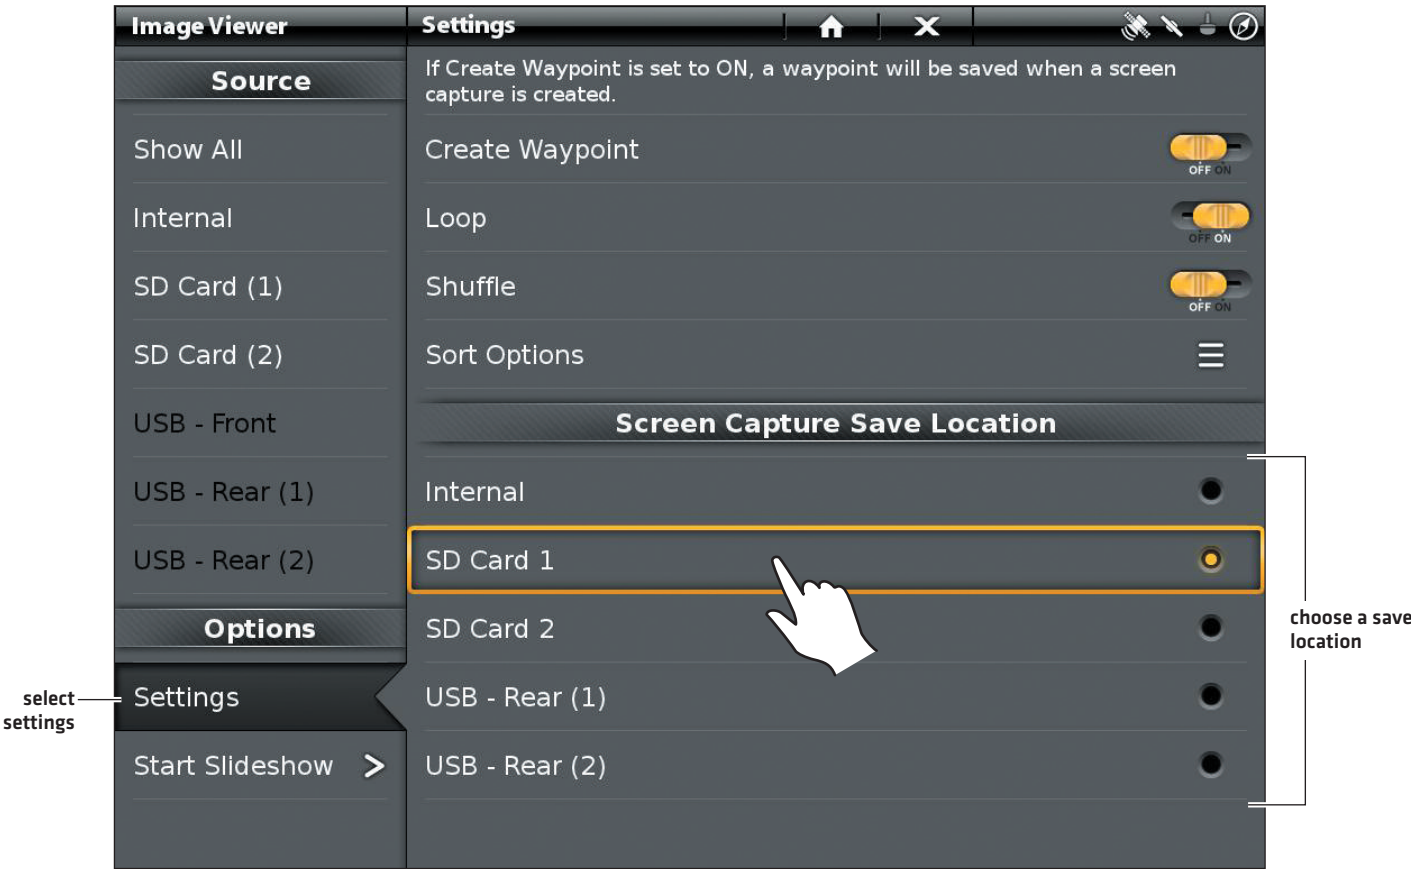 Image Viewer
Settings
Source
Show All
Internal
SD Card (1)
SD Card (2)
USB - Front
USB - Rear (1)
USB - Rear (2)
Options
Settings
Start Slideshow
If Create Waypoint is set to ON, a waypoint will be saved when a screen
capture is created.
Create Waypoint
OFF ON
Loop
OFF ON
Shuffle
OFF ON
Sort Options
Screen Capture Save Location
Internal
SD Card 1
SD Card 2
USB - Rear (1)
USB - Rear (2)
select
settings
choose a save
location